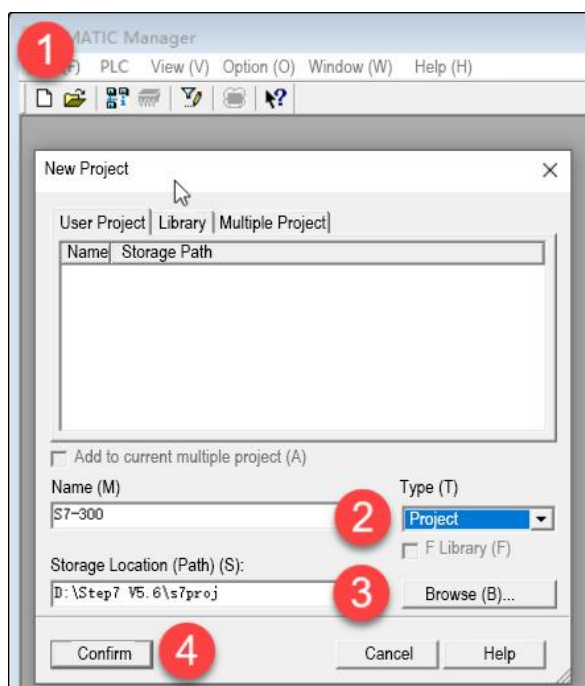 MATIC Manager
1
(F) PLC View (V) Option (O) Window (W) Help (H)
New Project
User Project Library Multiple Project
Name Storage Path
Add to current multiple project (A)
Name (M) Type (T)
S7-300 2 Project
F Library (F)
Storage Location (Path) (S):
D:\Step7 V5.6\s7proj 3 Browse (B)...
Confirm 4 Cancel Help